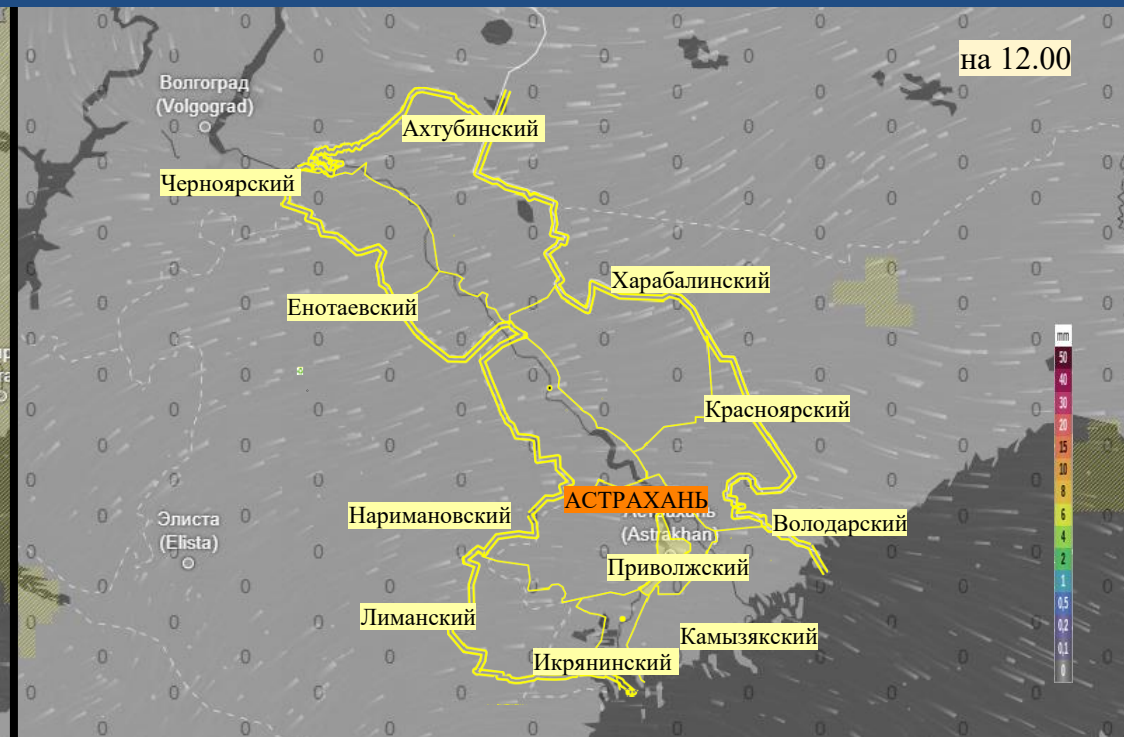 на 12.00
Волгоград
(Volgograd)
Ахтубинский
Черноярский
Харабалинский
Енотаевский
mm
50
40
30
20
15
10
8
6
4
2
1
0,5
0,2
0,1
0
Красноярский
АСТРАХАНЬ
Наримановский
Элиста
(Elista)
Володарский
(Astrakhan)
Приволжский
Лиманский
Камызякский
Икрянинский